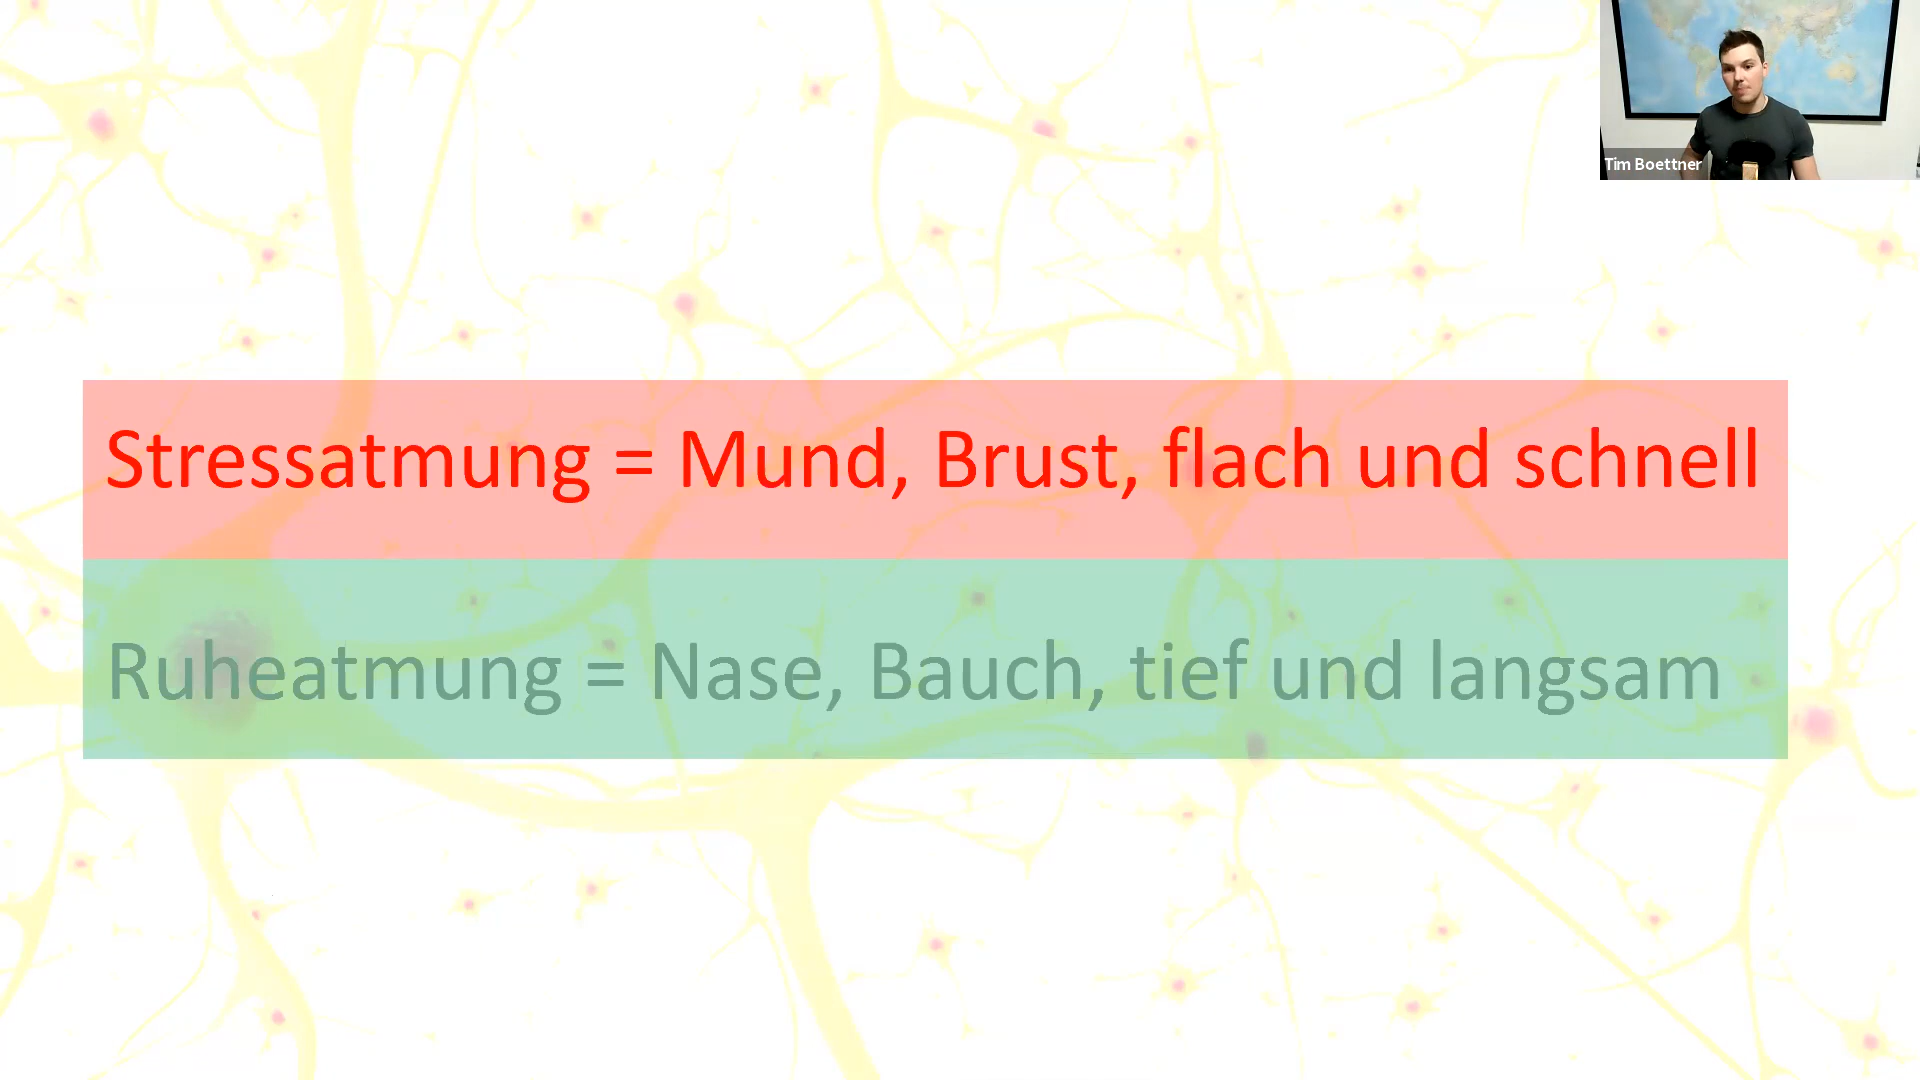 Tim Boettner
Stressatmung = Mund, Brust, flach und schnell
Ruheatmung = Nase, Bauch, tief und langsam